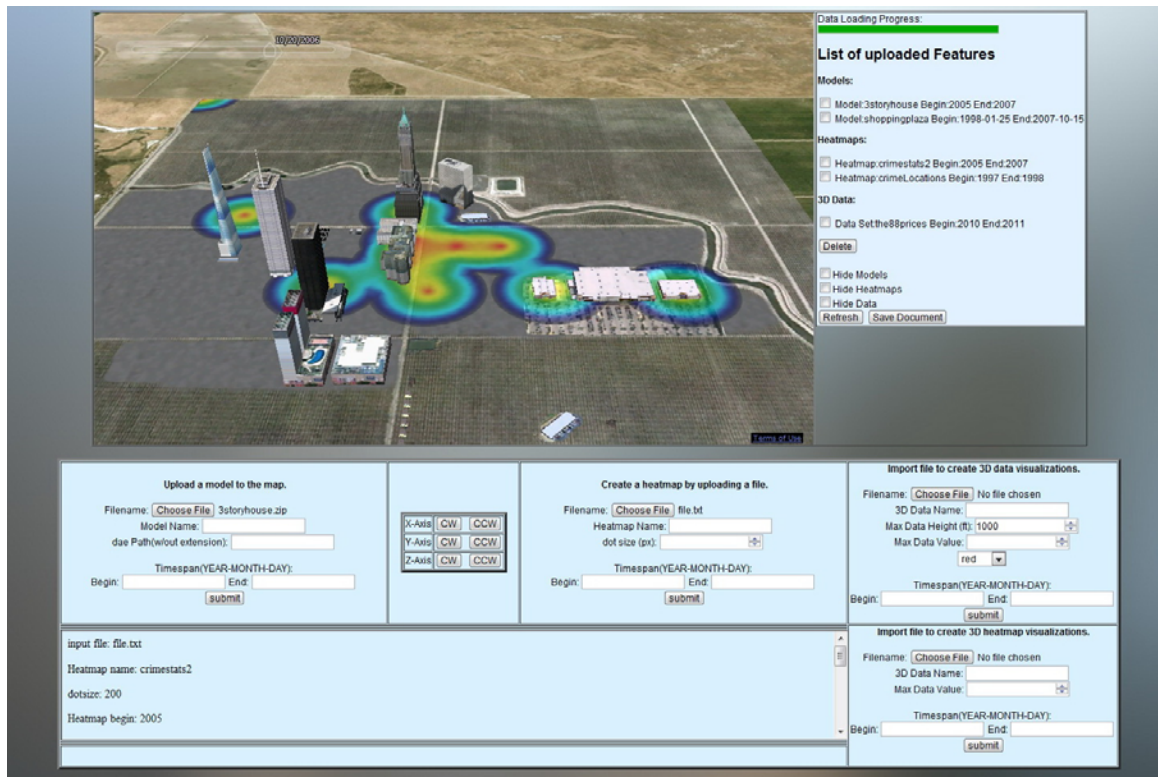 10/20/2006
Terms of Use
Data Loading Progress:
List of uploaded Features
Models:
Model:3storyhouse Begin:2005 End:2007
Model:shoppingplaza Begin:1998-01-25 End:2007-10-15
Heatmaps:
Heatmap:crimestats2 Begin:2005 End:2007
Heatmap:crimeLocations Begin:1997 End:1998
3D Data:
Data Set:the88prices Begin:2010 End:2011
Delete
Hide Models
Hide Heatmaps
Hide Data
Refresh Save Document
Upload a model to the map.
Filename: Choose File 3storyhouse.zip
Model Name:
dae Path(w/out extension):
Timespan(YEAR-MONTH-DAY):
Begin: End:
submit
X-Axis CW CCW
Y-Axis CW CCW
Z-Axis CW CCW
Create a heatmap by uploading a file.
Filename: Choose File file.txt
Heatmap Name:
dot size (px):
Timespan(YEAR-MONTH-DAY):
Begin: End:
submit
Import file to create 3D data visualizations.
Filename: Choose File No file chosen
3D Data Name:
Max Data Height (ft): 1000
Max Data Value:
red
Timespan(YEAR-MONTH-DAY):
Begin: End:
submit
input file: file.txt
Heatmap name: crimestats2
dotsize: 200
Heatmap begin: 2005
Import file to create 3D heatmap visualizations.
Filename: Choose File No file chosen
3D Data Name:
Max Data Value:
Timespan(YEAR-MONTH-DAY):
Begin: End:
submit